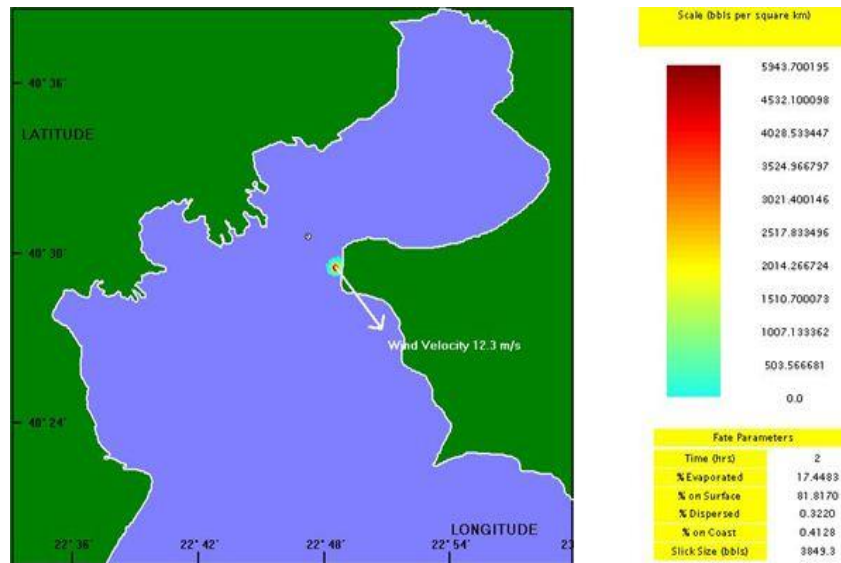 40° 36'
LATITUDE
40° 30'
Wind Velocity 12.3 m/s
40° 24'
LONGITUDE
22° 36' 22° 42' 22° 48' 22° 54' 23
Scale (bbls per square km)
5943.700195
4532.100098
4028.533447
3524.966797
3021.400146
2517.833496
2014.266724
1510.700073
1007.133362
503.566681
0.0
Fate Parameters
Time (hrs) 2
% Evaporated 17.4483
% on Surface 81.8170
% Dispersed 0.3220
% on Coast 0.4128
Slick Size (bbls) 3849.3